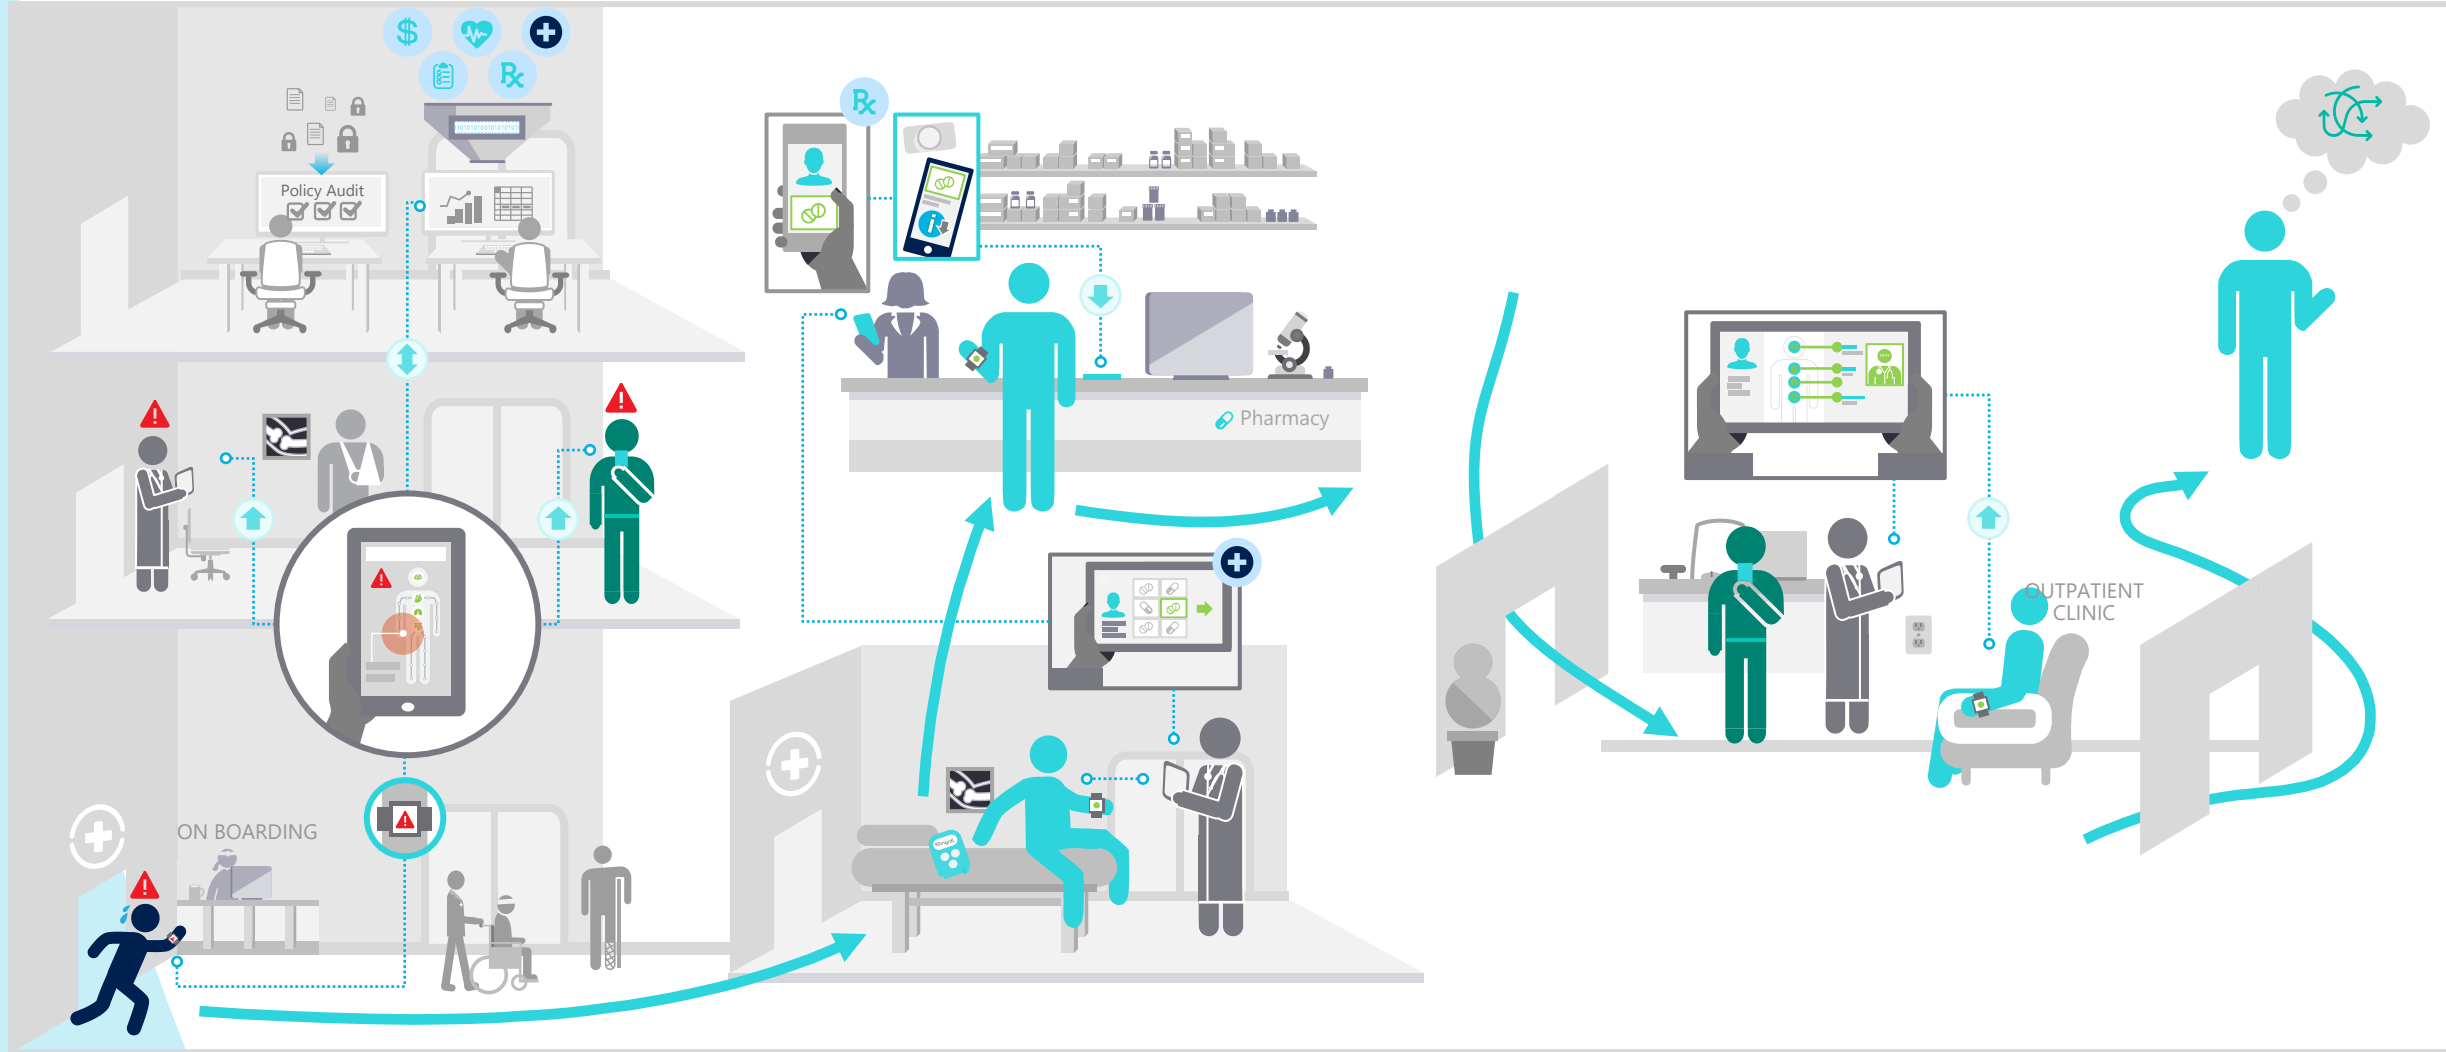 Policy Audit
Pharmacy
OUTPATIENT
CLINIC
ON BOARDING